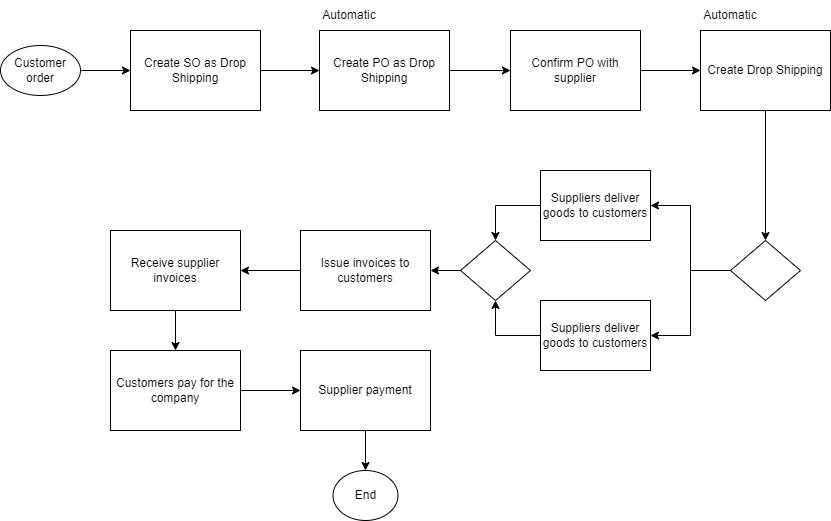 Automatic
Automatic
Customer
order
Create SO as Drop
Shipping
Create PO as Drop
Shipping
Confirm PO with
supplier
Create Drop Shipping
Suppliers deliver
goods to customers
Suppliers deliver
goods to customers
Issue invoices to
customers
Receive supplier
invoices
Customers pay for the
company
Supplier payment
End